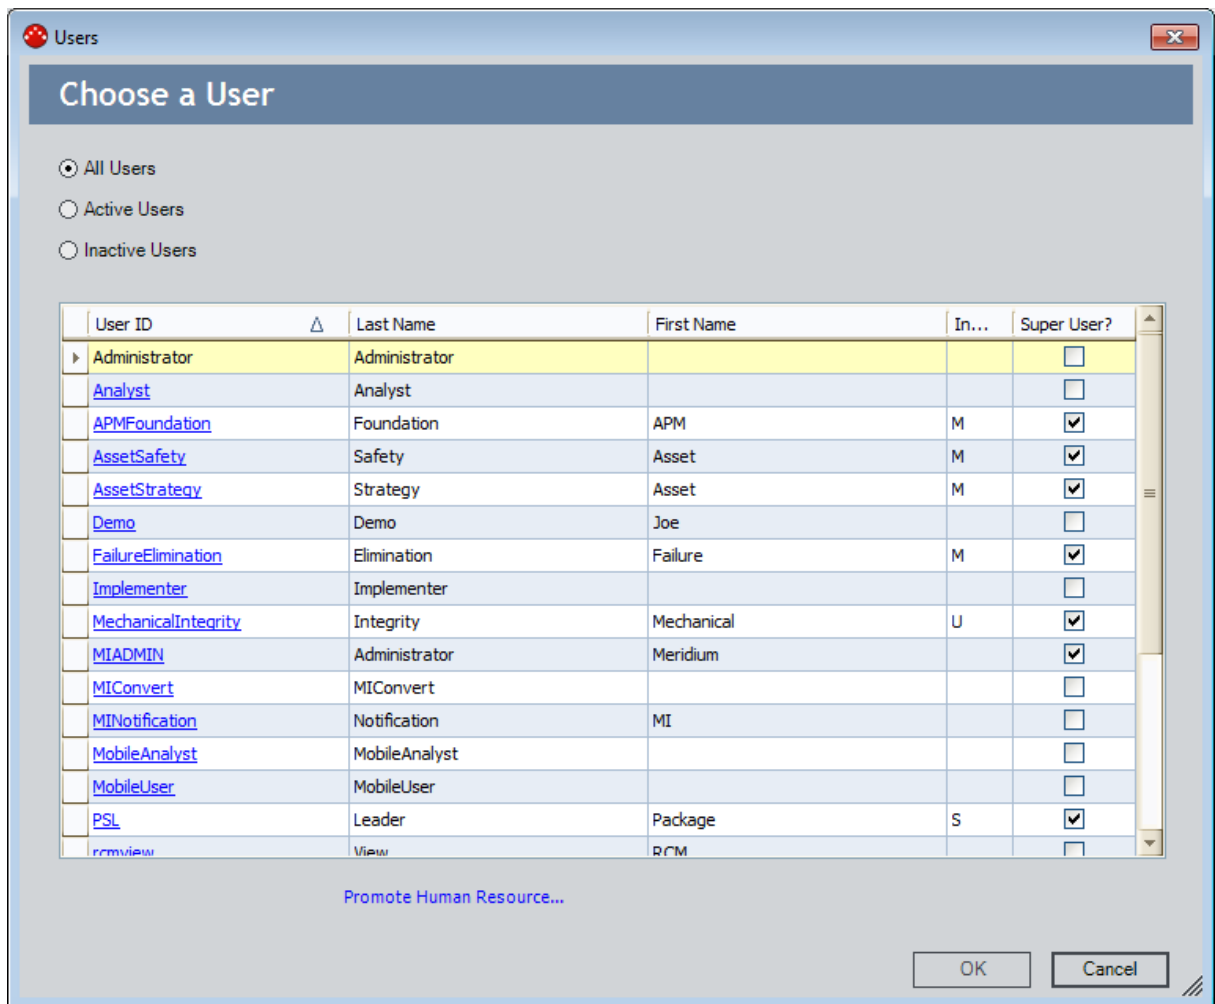 Users
Choose a User
All Users
Active Users
Inactive Users
User ID Last Name First Name In... Super User?
Administrator Administrator
Analyst Analyst
APMFoundation Foundation APM M
AssetSafety Safety Asset M
AssetStrategy Strategy Asset M
Demo Demo Joe
FailureElimination Elimination Failure M
Implementer Implementer
MechanicalIntegrity Integrity Mechanical U
MIADMIN Administrator Meridium
MIConvert MIConvert
MINotification Notification MI
MobileAnalyst MobileAnalyst
MobileUser MobileUser
PSL Leader Package S
rcmview View RCM
Promote Human Resource...
OK Cancel